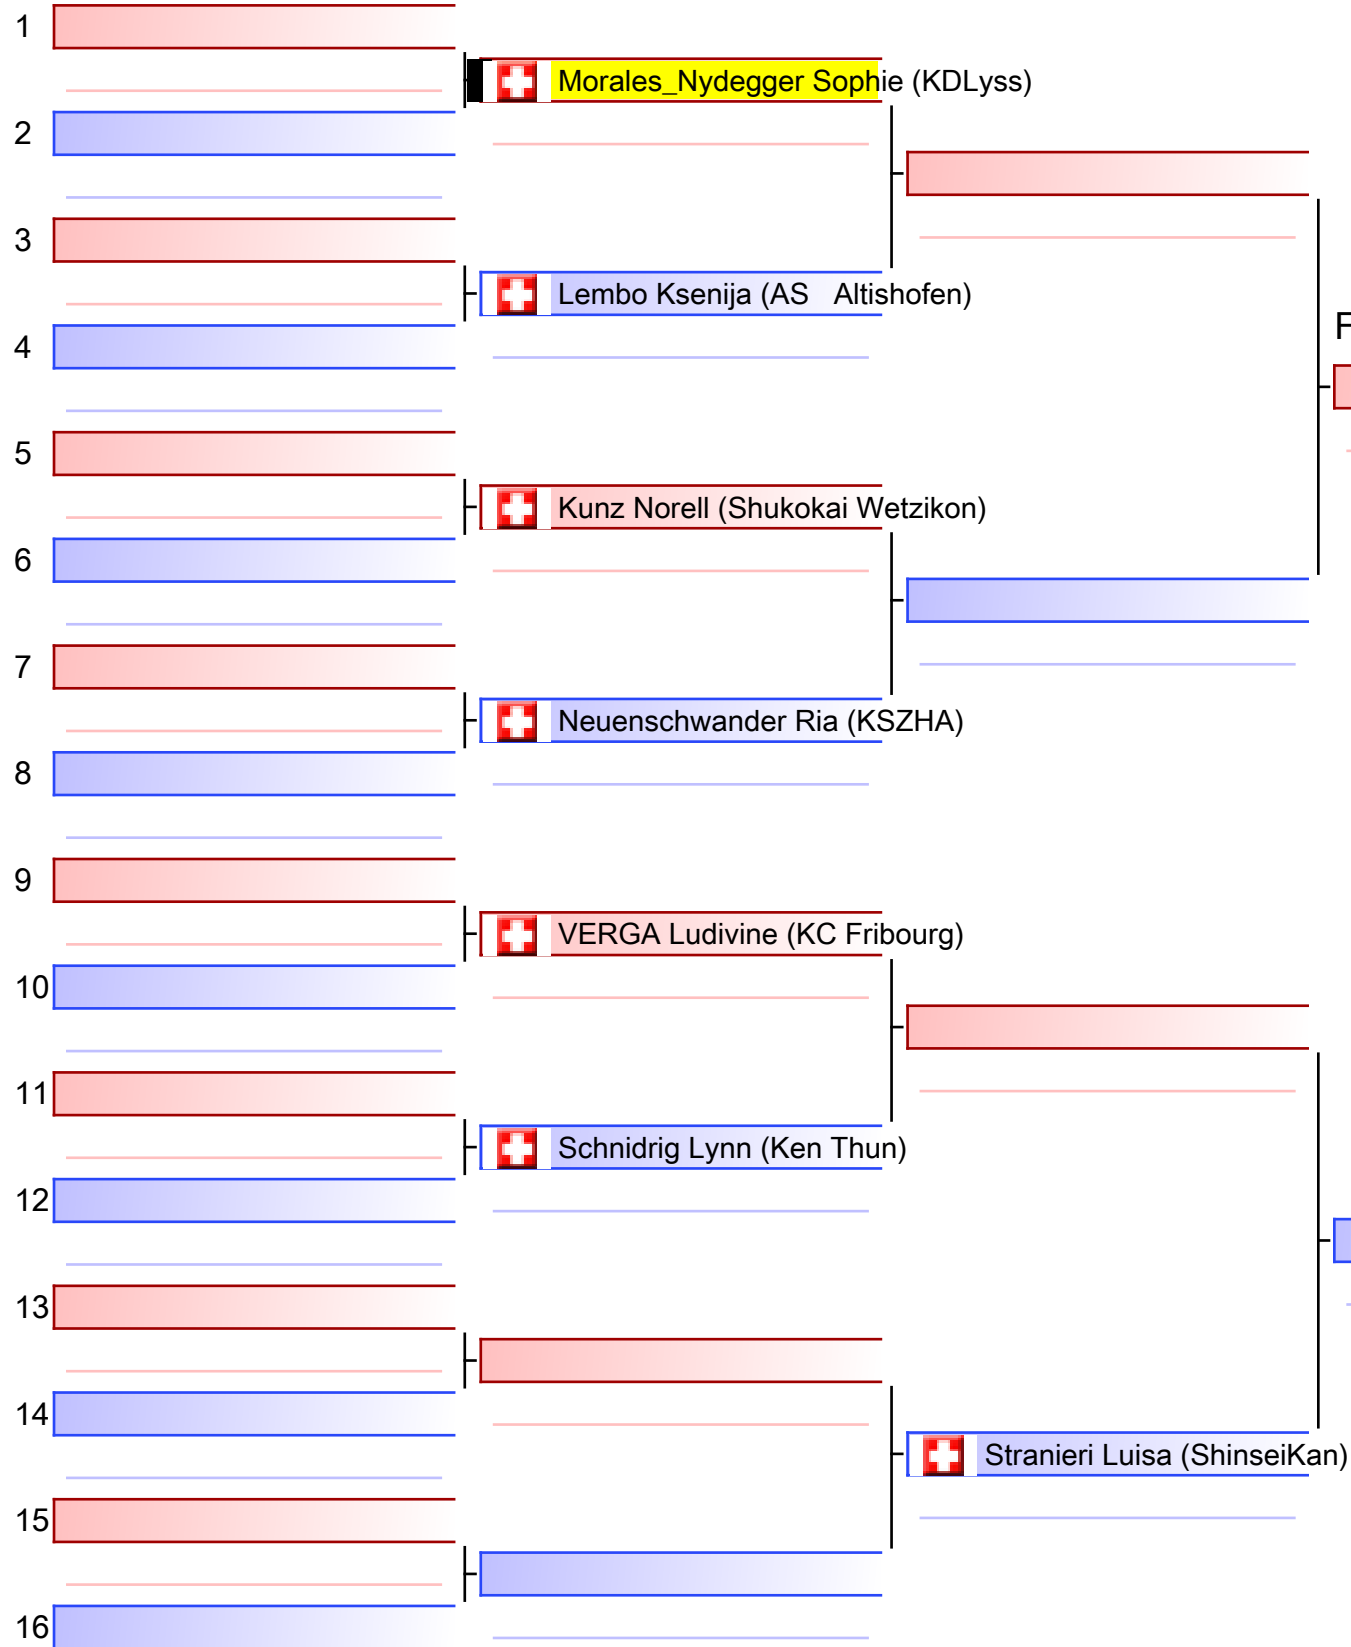 1
Morales_Nydegger Sophie (KDLyss)
2
3
Lembo Ksenija (AS   Altishofen)
4
5
Kunz Norell (Shukokai Wetzikon)
6
7
Neuenschwander Ria (KSZHA)
8
9
VERGA Ludivine (KC Fribourg)
10
11
Schnidrig Lynn (Ken Thun)
12
13
14
Stranieri Luisa (ShinseiKan)
15
16